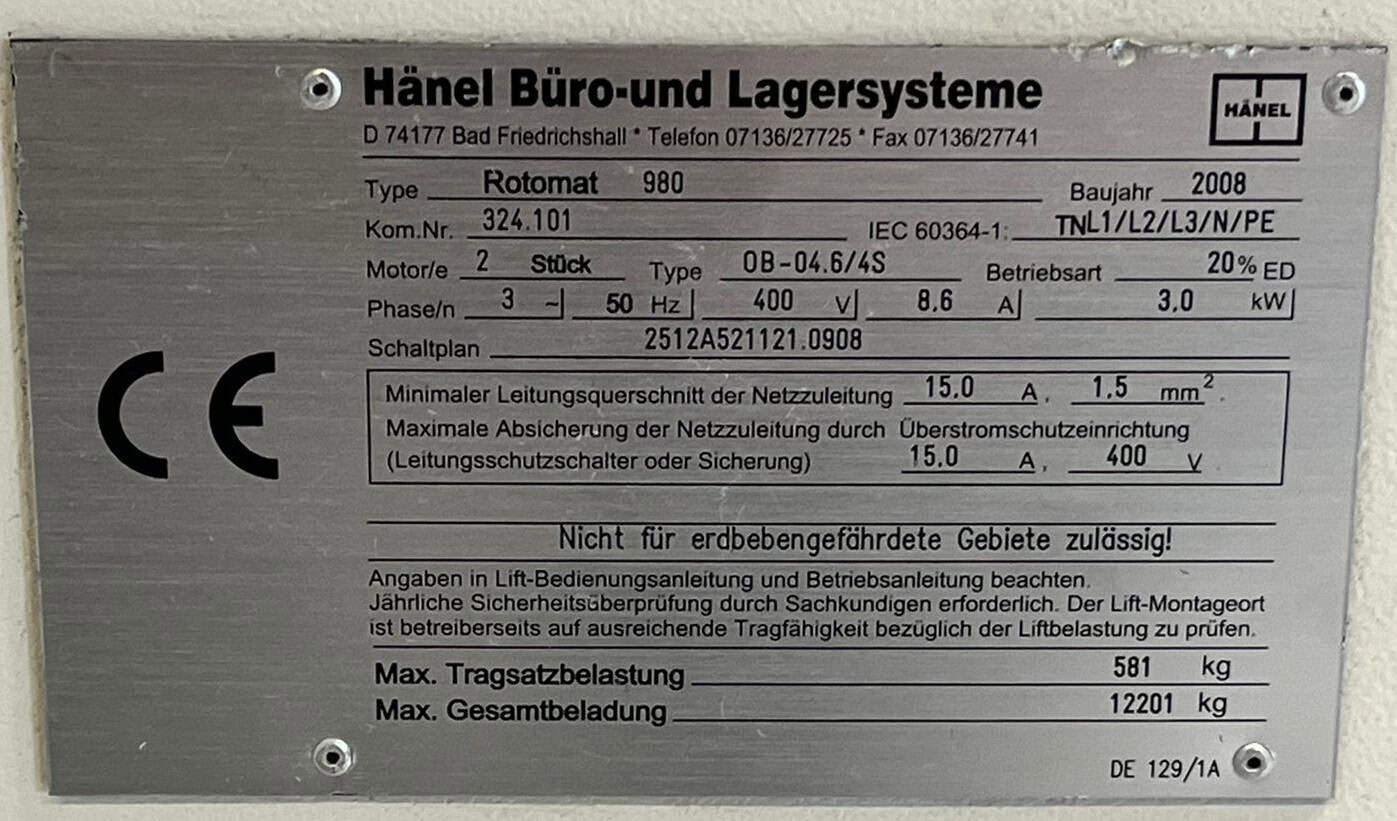 Hänel Büro-und Lagersysteme
HÄNEL
D 74177 Bad Friedrichshall * Telefon 07136/27725 * Fax 07136/27741
Type Rotomat 980 Baujahr 2008
Kom.Nr. 324.101 IEC 60364-1: TNL1/L2/L3/N/PE
Motor/e 2 Stück Type OB-04.6/4S Betriebsart 20% ED
Phase/n 3 ~ 50 Hz 400 V 8.6 A 3.0 kW
Schaltplan 2512A521121.0908
CE
Minimaler Leitungsquerschnitt der Netzzuleitung 15.0 A, 1.5 mm².
Maximale Absicherung der Netzzuleitung durch Überstromschutzeinrichtung
(Leitungsschutzschalter oder Sicherung) 15.0 A, 400 V
Nicht für erdbebengefährdete Gebiete zulässig!
Angaben in Lift-Bedienungsanleitung und Betriebsanleitung beachten.
Jährliche Sicherheitsüberprüfung durch Sachkundigen erforderlich. Der Lift-Montageort
ist betreiberseits auf ausreichende Tragfähigkeit bezüglich der Liftbelastung zu prüfen.
Max. Tragsatzbelastung 581 kg
Max. Gesamtbeladung 12201 kg
DE 129/1A